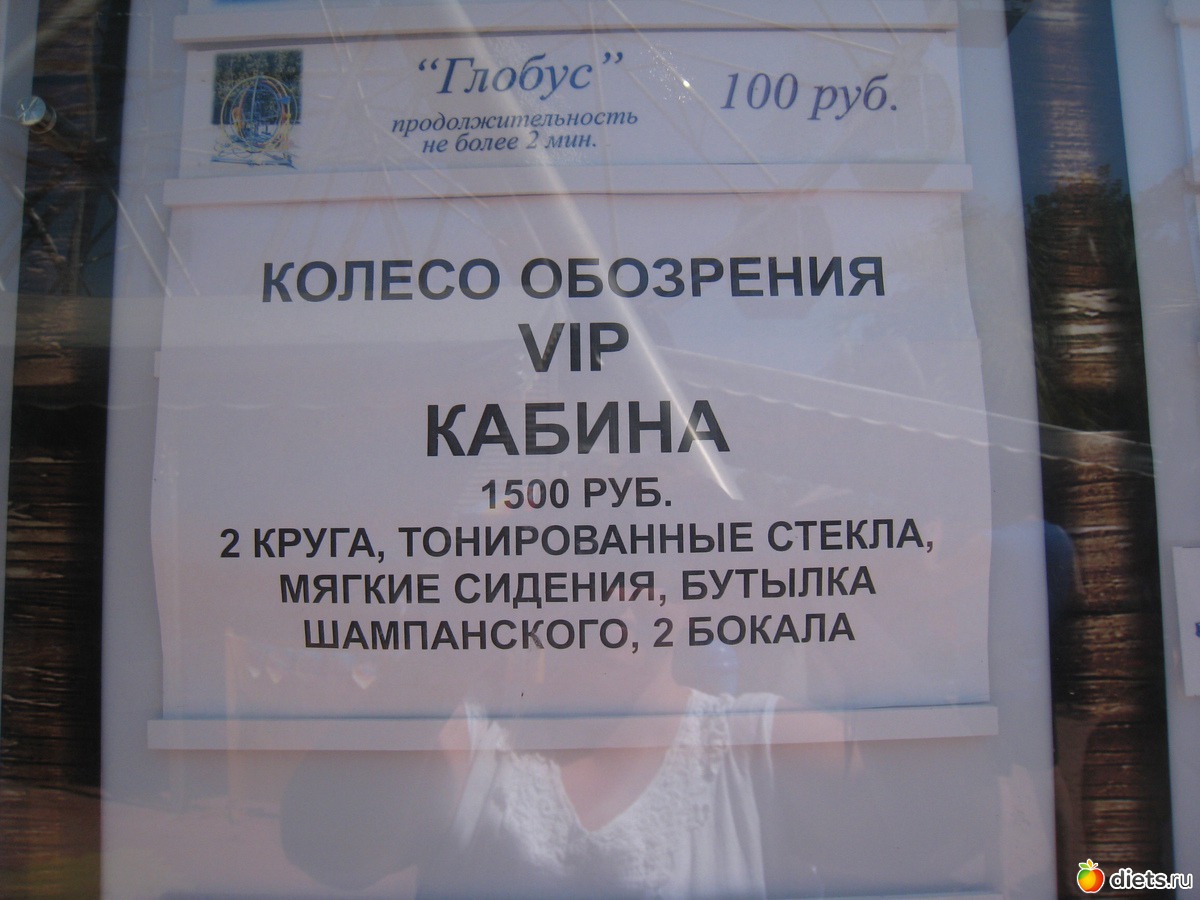 “Глобус”
100 руб.
продолжительность
не более 2 мин.
КОЛЕСО ОБОЗРЕНИЯ
VIP
КАБИНА
1500 РУБ.
2 КРУГА, ТОНИРОВАННЫЕ СТЕКЛА,
МЯГКИЕ СИДЕНИЯ, БУТЫЛКА
ШАМПАНСКОГО, 2 БОКАЛА
diets.ru